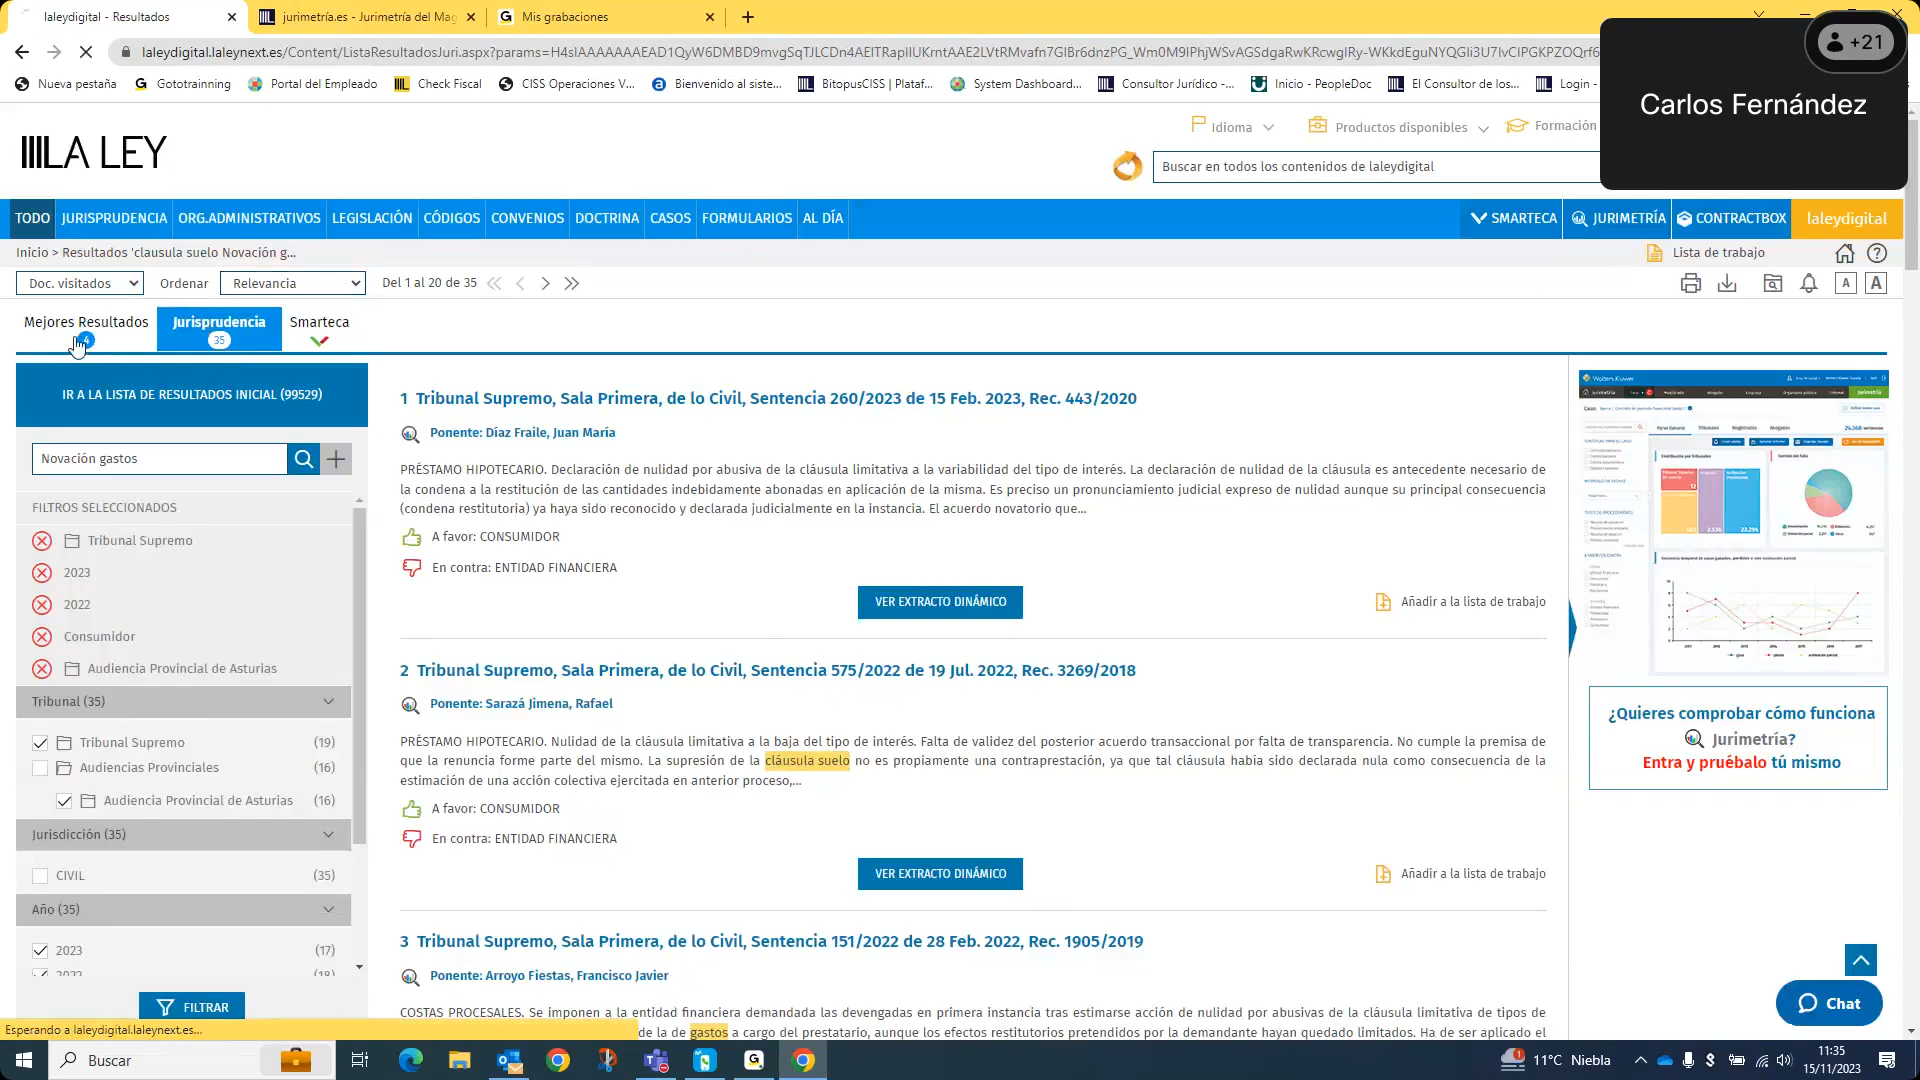 laleydigital - Resultados
jurimetría.es - Jurimetría del Mag
Mis grabaciones
laleydigital.laleynext.es/Content/ListaResultadosJuri.aspx?params=
Nueva pestaña
Gototrainning
Portal del Empleado
Check Fiscal
CISS Operaciones V...
Bienvenido al siste...
BitopusCISS | Plataf...
System Dashboard...
Consultor Jurídico -...
Inicio - PeopleDoc
El Consultor de los...
Login -
+21
Carlos Fernández
LA LEY
Idioma
Productos disponibles
Formación
Buscar en todos los contenidos de laleydigital
TODO JURISPRUDENCIA ORG.ADMINISTRATIVOS LEGISLACIÓN CÓDIGOS CONVENIOS DOCTRINA CASOS FORMULARIOS AL DÍA
SMARTECA JURIMETRÍA CONTRACTBOX laleydigital
Inicio > Resultados 'clausula suelo Novación g...
Lista de trabajo
Doc. visitados Ordenar Relevancia Del 1 al 20 de 35
A A
Mejores Resultados Jurisprudencia Smarteca
4 35
IR A LA LISTA DE RESULTADOS INICIAL (99529)
Novación gastos
FILTROS SELECCIONADOS
Tribunal Supremo
2023
2022
Consumidor
Audiencia Provincial de Asturias
Tribunal (35)
Tribunal Supremo (19)
Audiencias Provinciales (16)
Audiencia Provincial de Asturias (16)
Jurisdicción (35)
CIVIL (35)
Año (35)
2023 (17)
2022 (18)
FILTRAR
1 Tribunal Supremo, Sala Primera, de lo Civil, Sentencia 260/2023 de 15 Feb. 2023, Rec. 443/2020
Ponente: Díaz Fraile, Juan María
PRÉSTAMO HIPOTECARIO. Declaración de nulidad por abusiva de la cláusula limitativa a la variabilidad del tipo de interés. La declaración de nulidad de la cláusula es antecedente necesario de
la condena a la restitución de las cantidades indebidamente abonadas en aplicación de la misma. Es preciso un pronunciamiento judicial expreso de nulidad aunque su principal consecuencia
(condena restitutoria) ya haya sido reconocido y declarada judicialmente en la instancia. El acuerdo novatorio que...
A favor: CONSUMIDOR
En contra: ENTIDAD FINANCIERA
VER EXTRACTO DINÁMICO
Añadir a la lista de trabajo
2 Tribunal Supremo, Sala Primera, de lo Civil, Sentencia 575/2022 de 19 Jul. 2022, Rec. 3269/2018
Ponente: Sarazá Jimena, Rafael
PRÉSTAMO HIPOTECARIO. Nulidad de la cláusula limitativa a la baja del tipo de interés. Falta de validez del posterior acuerdo transaccional por falta de transparencia. No cumple la premisa de
que la renuncia forme parte del mismo. La supresión de la cláusula suelo no es propiamente una contraprestación, ya que tal cláusula había sido declarada nula como consecuencia de la
estimación de una acción colectiva ejercitada en anterior proceso,...
A favor: CONSUMIDOR
En contra: ENTIDAD FINANCIERA
VER EXTRACTO DINÁMICO
Añadir a la lista de trabajo
3 Tribunal Supremo, Sala Primera, de lo Civil, Sentencia 151/2022 de 28 Feb. 2022, Rec. 1905/2019
Ponente: Arroyo Fiestas, Francisco Javier
COSTAS PROCESALES. Se imponen a la entidad financiera demandada las devengadas en primera instancia tras estimarse acción de nulidad por abusivas de la cláusula limitativa de tipos de
de la de gastos a cargo del prestatario, aunque los efectos restitutorios pretendidos por la demandante hayan quedado limitados. Ha de ser aplicado el
Wolters Kluwer
¿Quieres comprobar cómo funciona
Jurimetría?
Entra y pruébalo tú mismo
Chat
Esperando a laleydigital.laleynext.es...
Buscar
11°C Niebla
11:35
15/11/2023